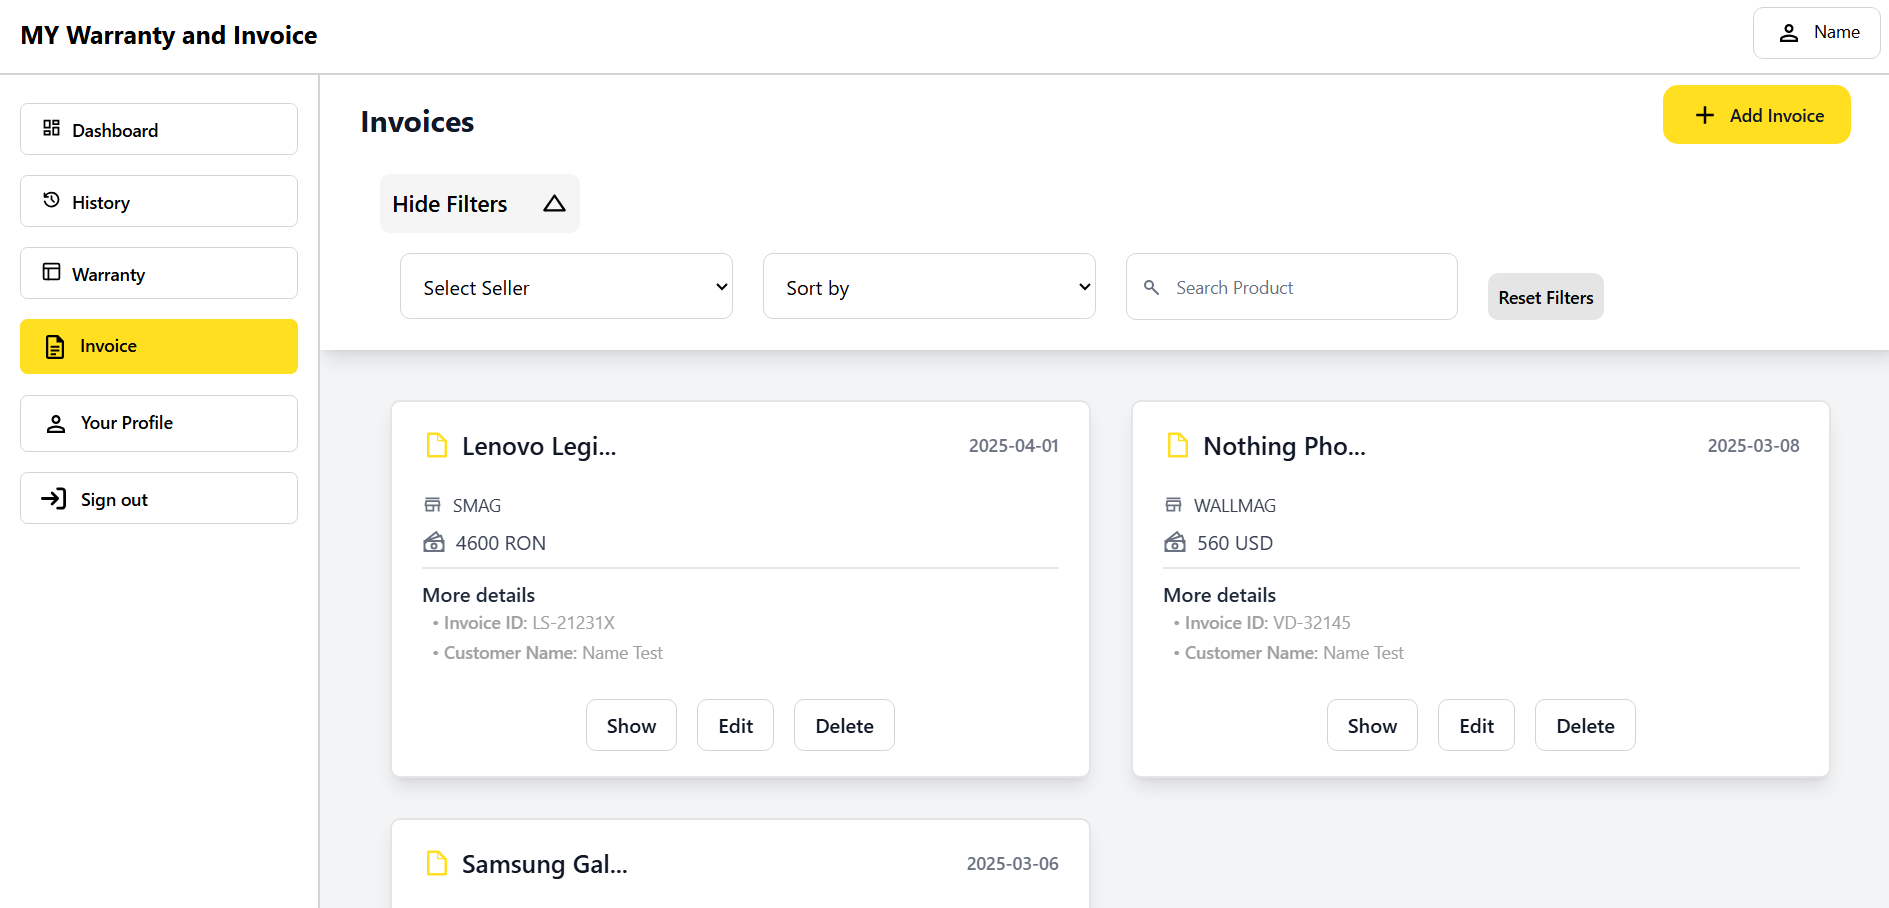 MY Warranty and Invoice
Name
Dashboard
History
Warranty
Invoice
Your Profile
Sign out
Invoices
Add Invoice
Hide Filters
Select Seller
Sort by
Search Product
Reset Filters
Lenovo Legi...
2025-04-01
SMAG
4600 RON
More details
• Invoice ID: LS-21231X
• Customer Name: Name Test
Show
Edit
Delete
Nothing Pho...
2025-03-08
WALLMAG
560 USD
More details
• Invoice ID: VD-32145
• Customer Name: Name Test
Show
Edit
Delete
Samsung Gal...
2025-03-06